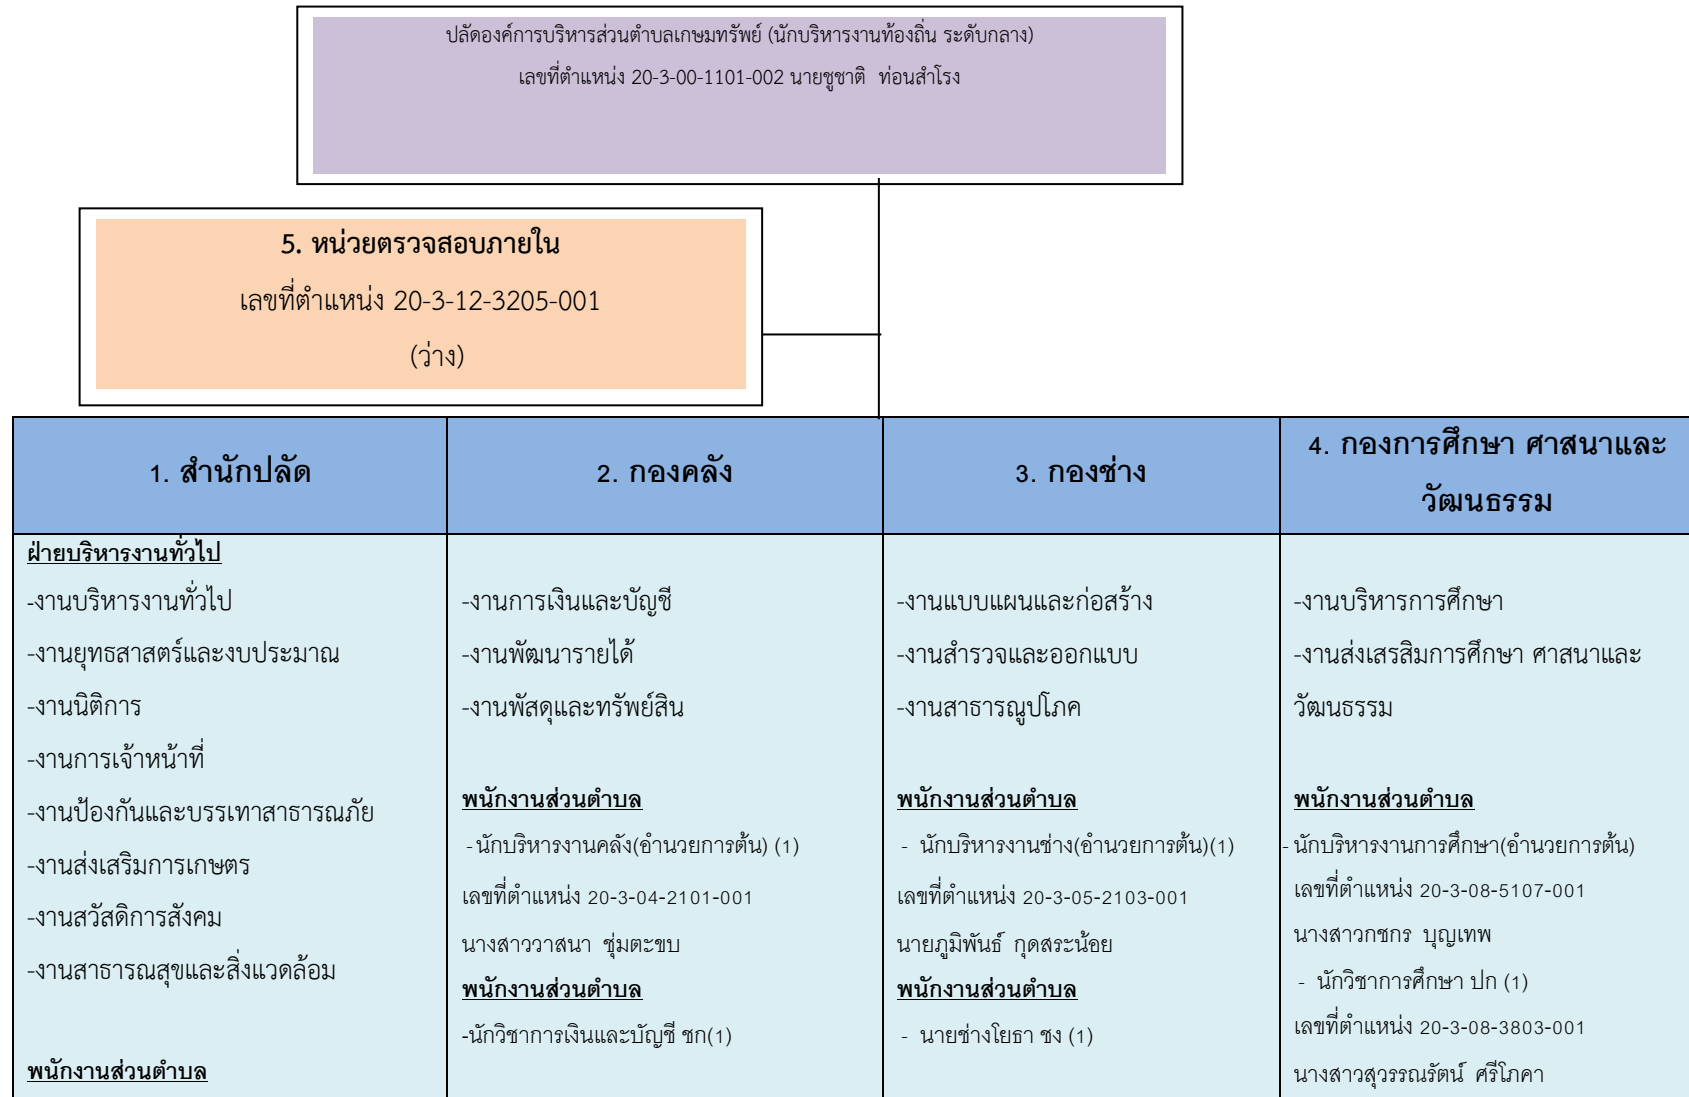 ปลัดองค์การบริหารส่วนตำบลเกษมทรัพย์ (นักบริหารงานท้องถิ่น ระดับกลาง)
เลขที่ตำแหน่ง 20-3-00-1101-002 นายชูชาติ ท่อนสำโรง
5. หน่วยตรวจสอบภายใน
เลขที่ตำแหน่ง 20-3-12-3205-001
(ว่าง)
1. สำนักปลัด
ฝ่ายบริหารงานทั่วไป
-งานบริหารงานทั่วไป
-งานยุทธสาสตร์และงบประมาณ
-งานนิติการ
-งานการเจ้าหน้าที่
-งานป้องกันและบรรเทาสาธารณภัย
-งานส่งเสริมการเกษตร
-งานสวัสดิการสังคม
-งานสาธารณสุขและสิ่งแวดล้อม
พนักงานส่วนตำบล
2. กองคลัง
-งานการเงินและบัญชี
-งานพัฒนารายได้
-งานพัสดุและทรัพย์สิน
พนักงานส่วนตำบล
-นักบริหารงานคลัง(อำนวยการต้น) (1)
เลขที่ตำแหน่ง 20-3-04-2101-001
นางสาววาสนา ชุ่มตะขบ
พนักงานส่วนตำบล
-นักวิชาการเงินและบัญชี ชก(1)
3. กองช่าง
-งานแบบแผนและก่อสร้าง
-งานสำรวจและออกแบบ
-งานสาธารณูปโภค
พนักงานส่วนตำบล
- นักบริหารงานช่าง(อำนวยการต้น)(1)
เลขที่ตำแหน่ง 20-3-05-2103-001
นายภูมิพันธ์ กุดสระน้อย
พนักงานส่วนตำบล
- นายช่างโยธา ชง (1)
4. กองการศึกษา ศาสนาและ
วัฒนธรรม
-งานบริหารการศึกษา
-งานส่งเสรสิมการศึกษา ศาสนาและ
วัฒนธรรม
พนักงานส่วนตำบล
-นักบริหารงานการศึกษา(อำนวยการต้น)
เลขที่ตำแหน่ง 20-3-08-5107-001
นางสาวกชกร บุญเทพ
- นักวิชาการศึกษา ปก (1)
เลขที่ตำแหน่ง 20-3-08-3803-001
นางสาวสุวรรณรัตน์ ศรีโภคา